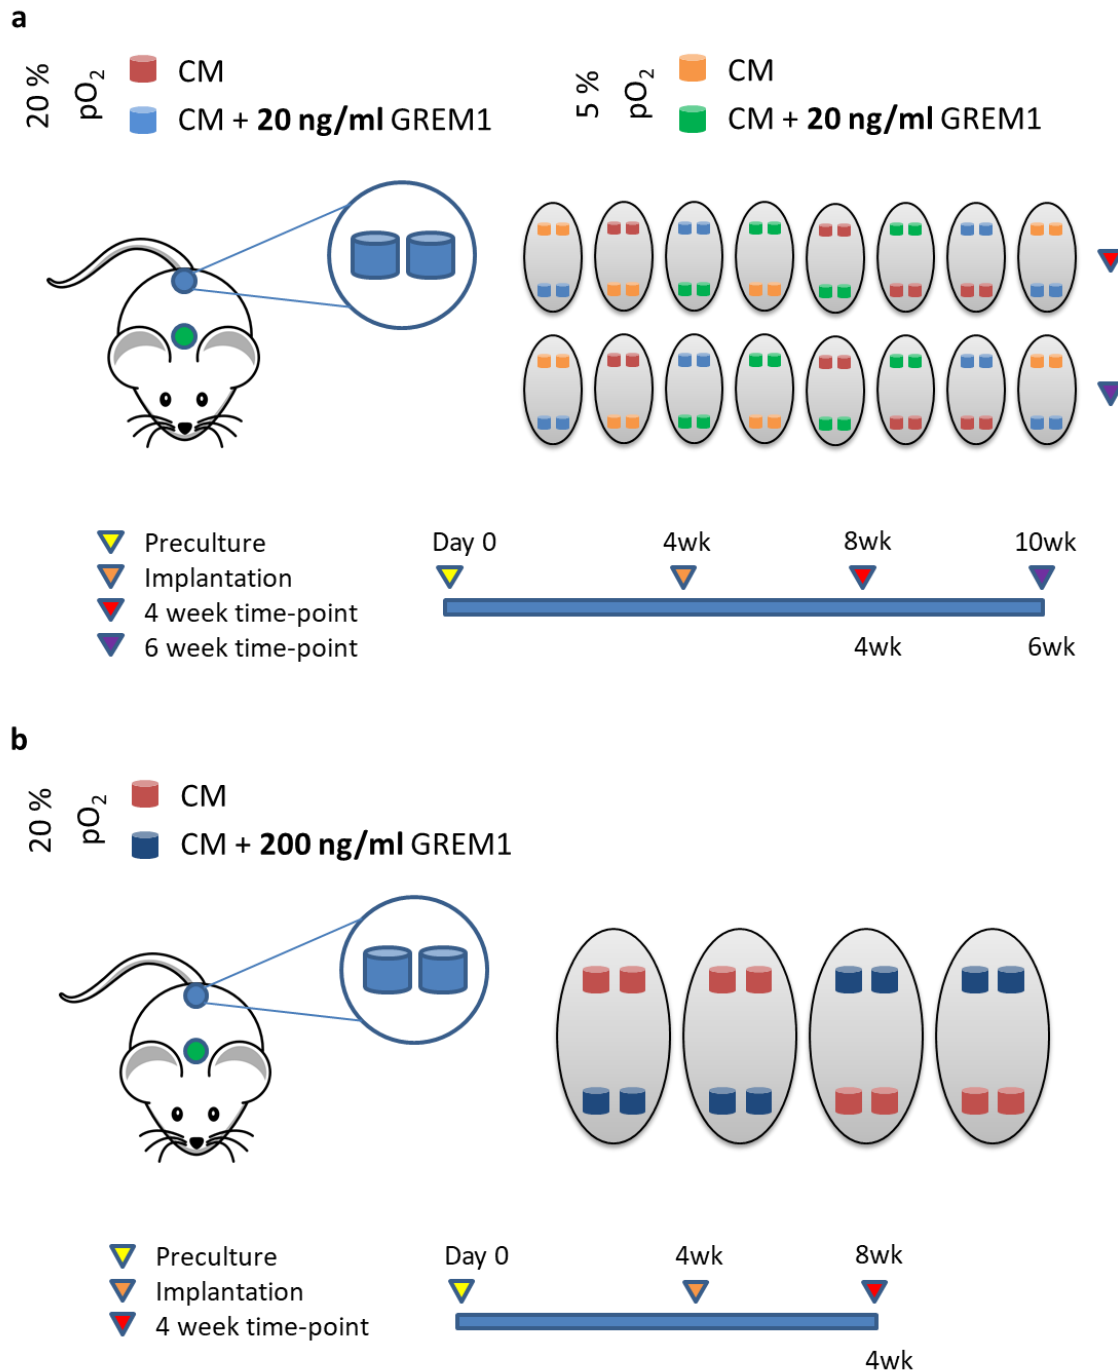 a
20 %
pO2
CM
CM + 20 ng/ml GREM1
5 %
pO2
CM
CM + 20 ng/ml GREM1
Preculture
Implantation
4 week time-point
6 week time-point
Day 0
4wk
8wk
10wk
4wk
6wk
b
20 %
pO2
CM
CM + 200 ng/ml GREM1
Preculture
Implantation
4 week time-point
Day 0
4wk
8wk
4wk